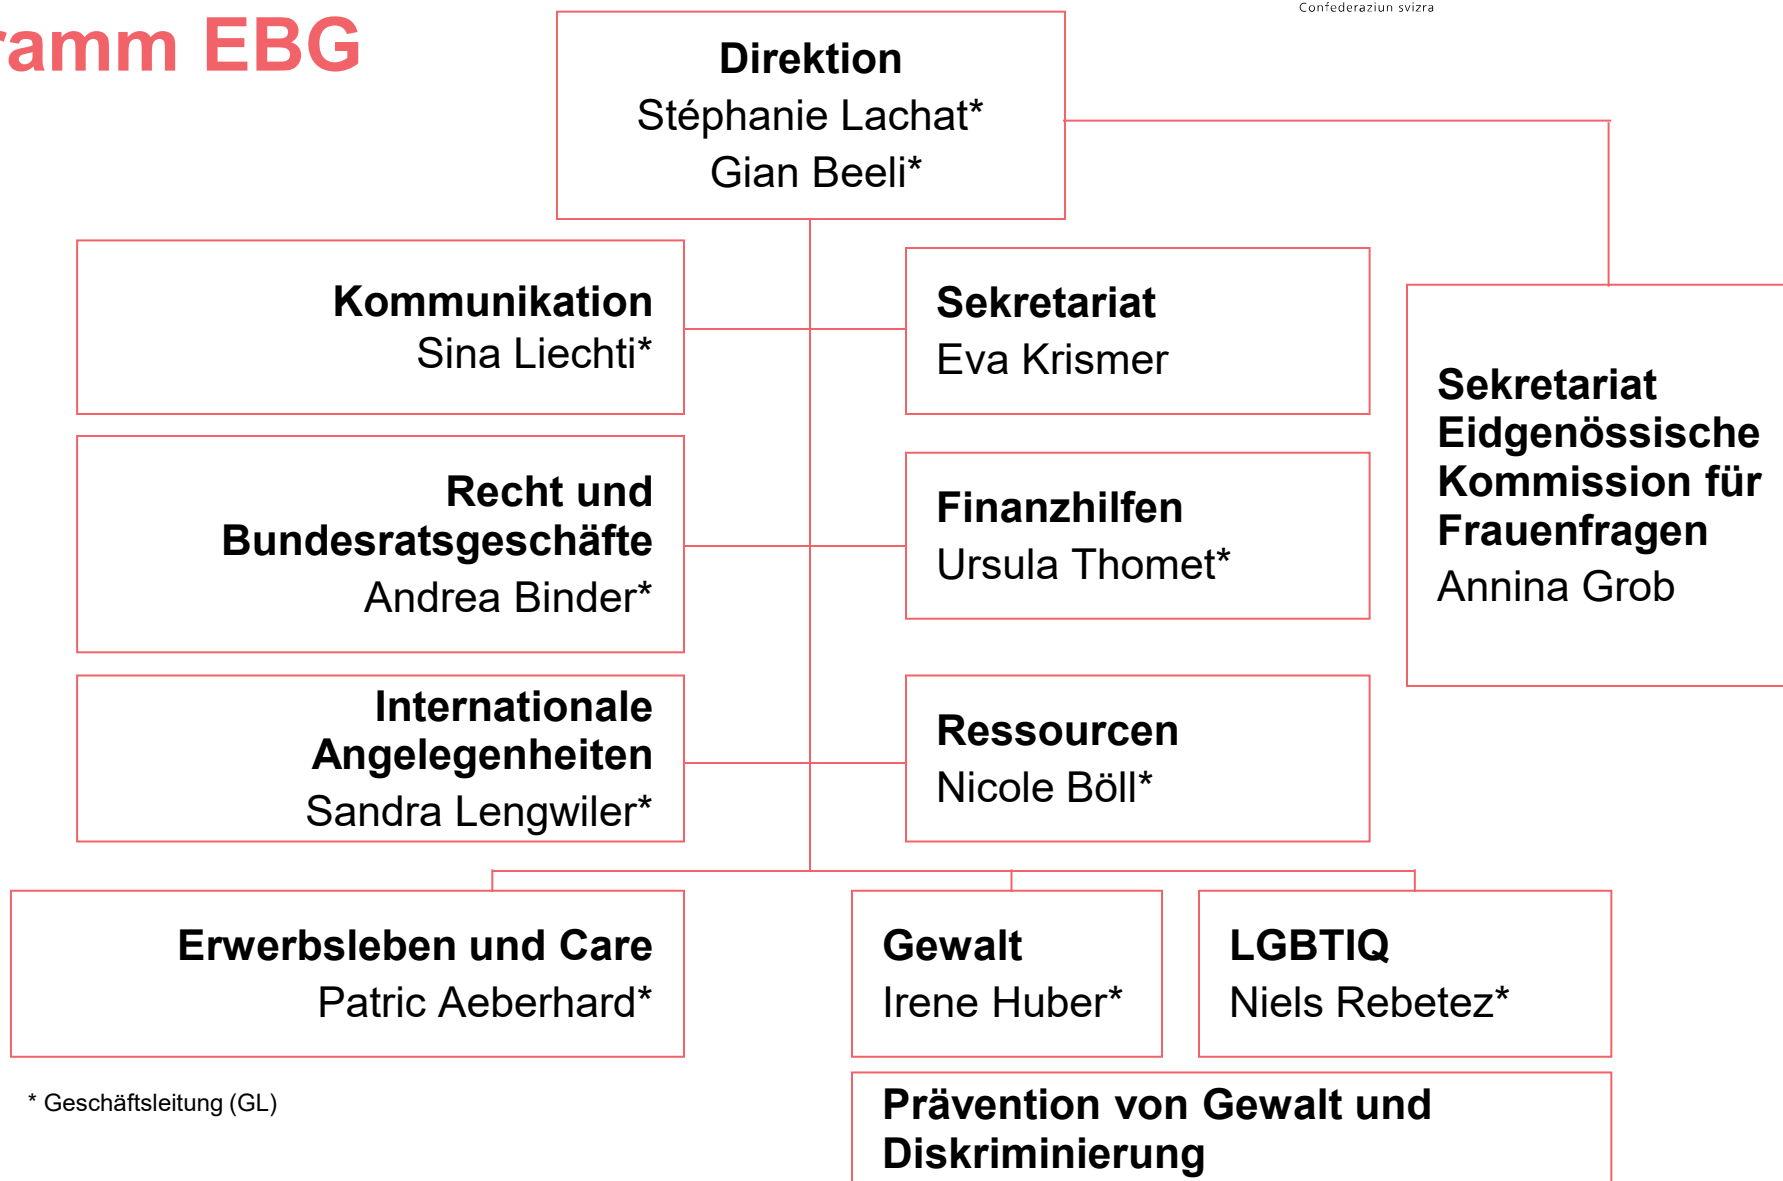 ramm EBG
Confederaziun svizra
Direktion
Stéphanie Lachat*
Gian Beeli*
Kommunikation
Sina Liechti*
Sekretariat
Eva Krismer
Sekretariat
Eidgenössische
Kommission für
Frauenfragen
Annina Grob
Recht und
Bundesratsgeschäfte
Andrea Binder*
Finanzhilfen
Ursula Thomet*
Internationale
Angelegenheiten
Sandra Lengwiler*
Ressourcen
Nicole Böll*
Erwerbsleben und Care
Patric Aeberhard*
Gewalt
Irene Huber*
LGBTIQ
Niels Rebetez*
* Geschäftsleitung (GL)
Prävention von Gewalt und
Diskriminierung